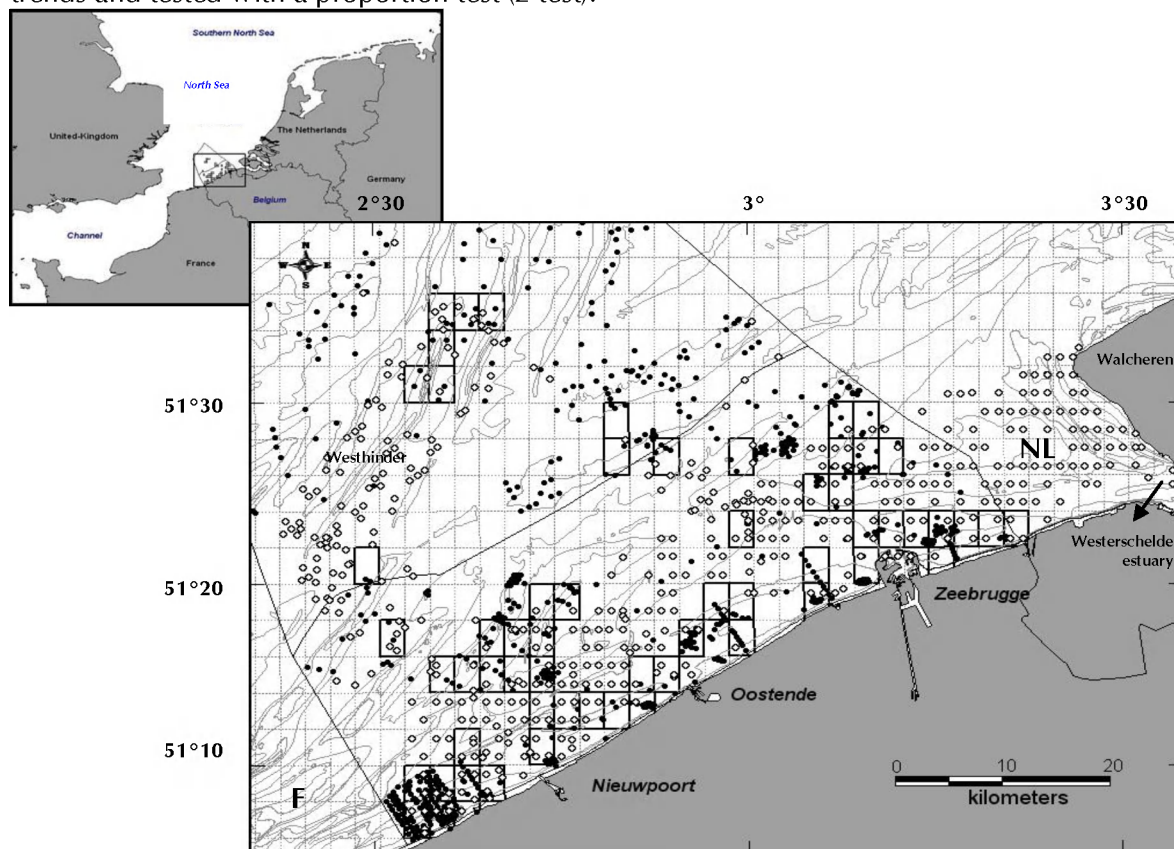 trends and tested with a proportion test (Z-test).
Southern North Sea
North Sea
United-Kingdom
The Netherlands
Germany
Belgium
Channel
France
2°30
3°
3°30
N
W
E
S
Walcheren
51°30
Westhinder
NL
Westerschelde
estuary
51°20
Zeebrugge
Oostende
51°10
Nieuwpoort
F
0
10
20
kilometers